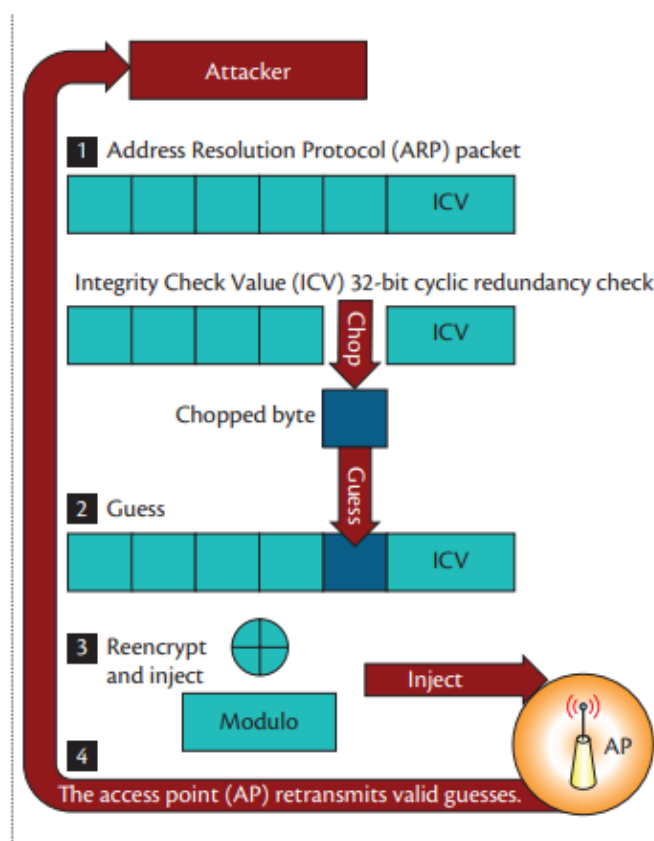 Attacker
1 Address Resolution Protocol (ARP) packet
ICV
Integrity Check Value (ICV) 32-bit cyclic redundancy check
Chop
ICV
Chopped byte
Guess
2 Guess
ICV
3 Reencrypt
and inject
Inject
Modulo
AP
4
The access point (AP) retransmits valid guesses.